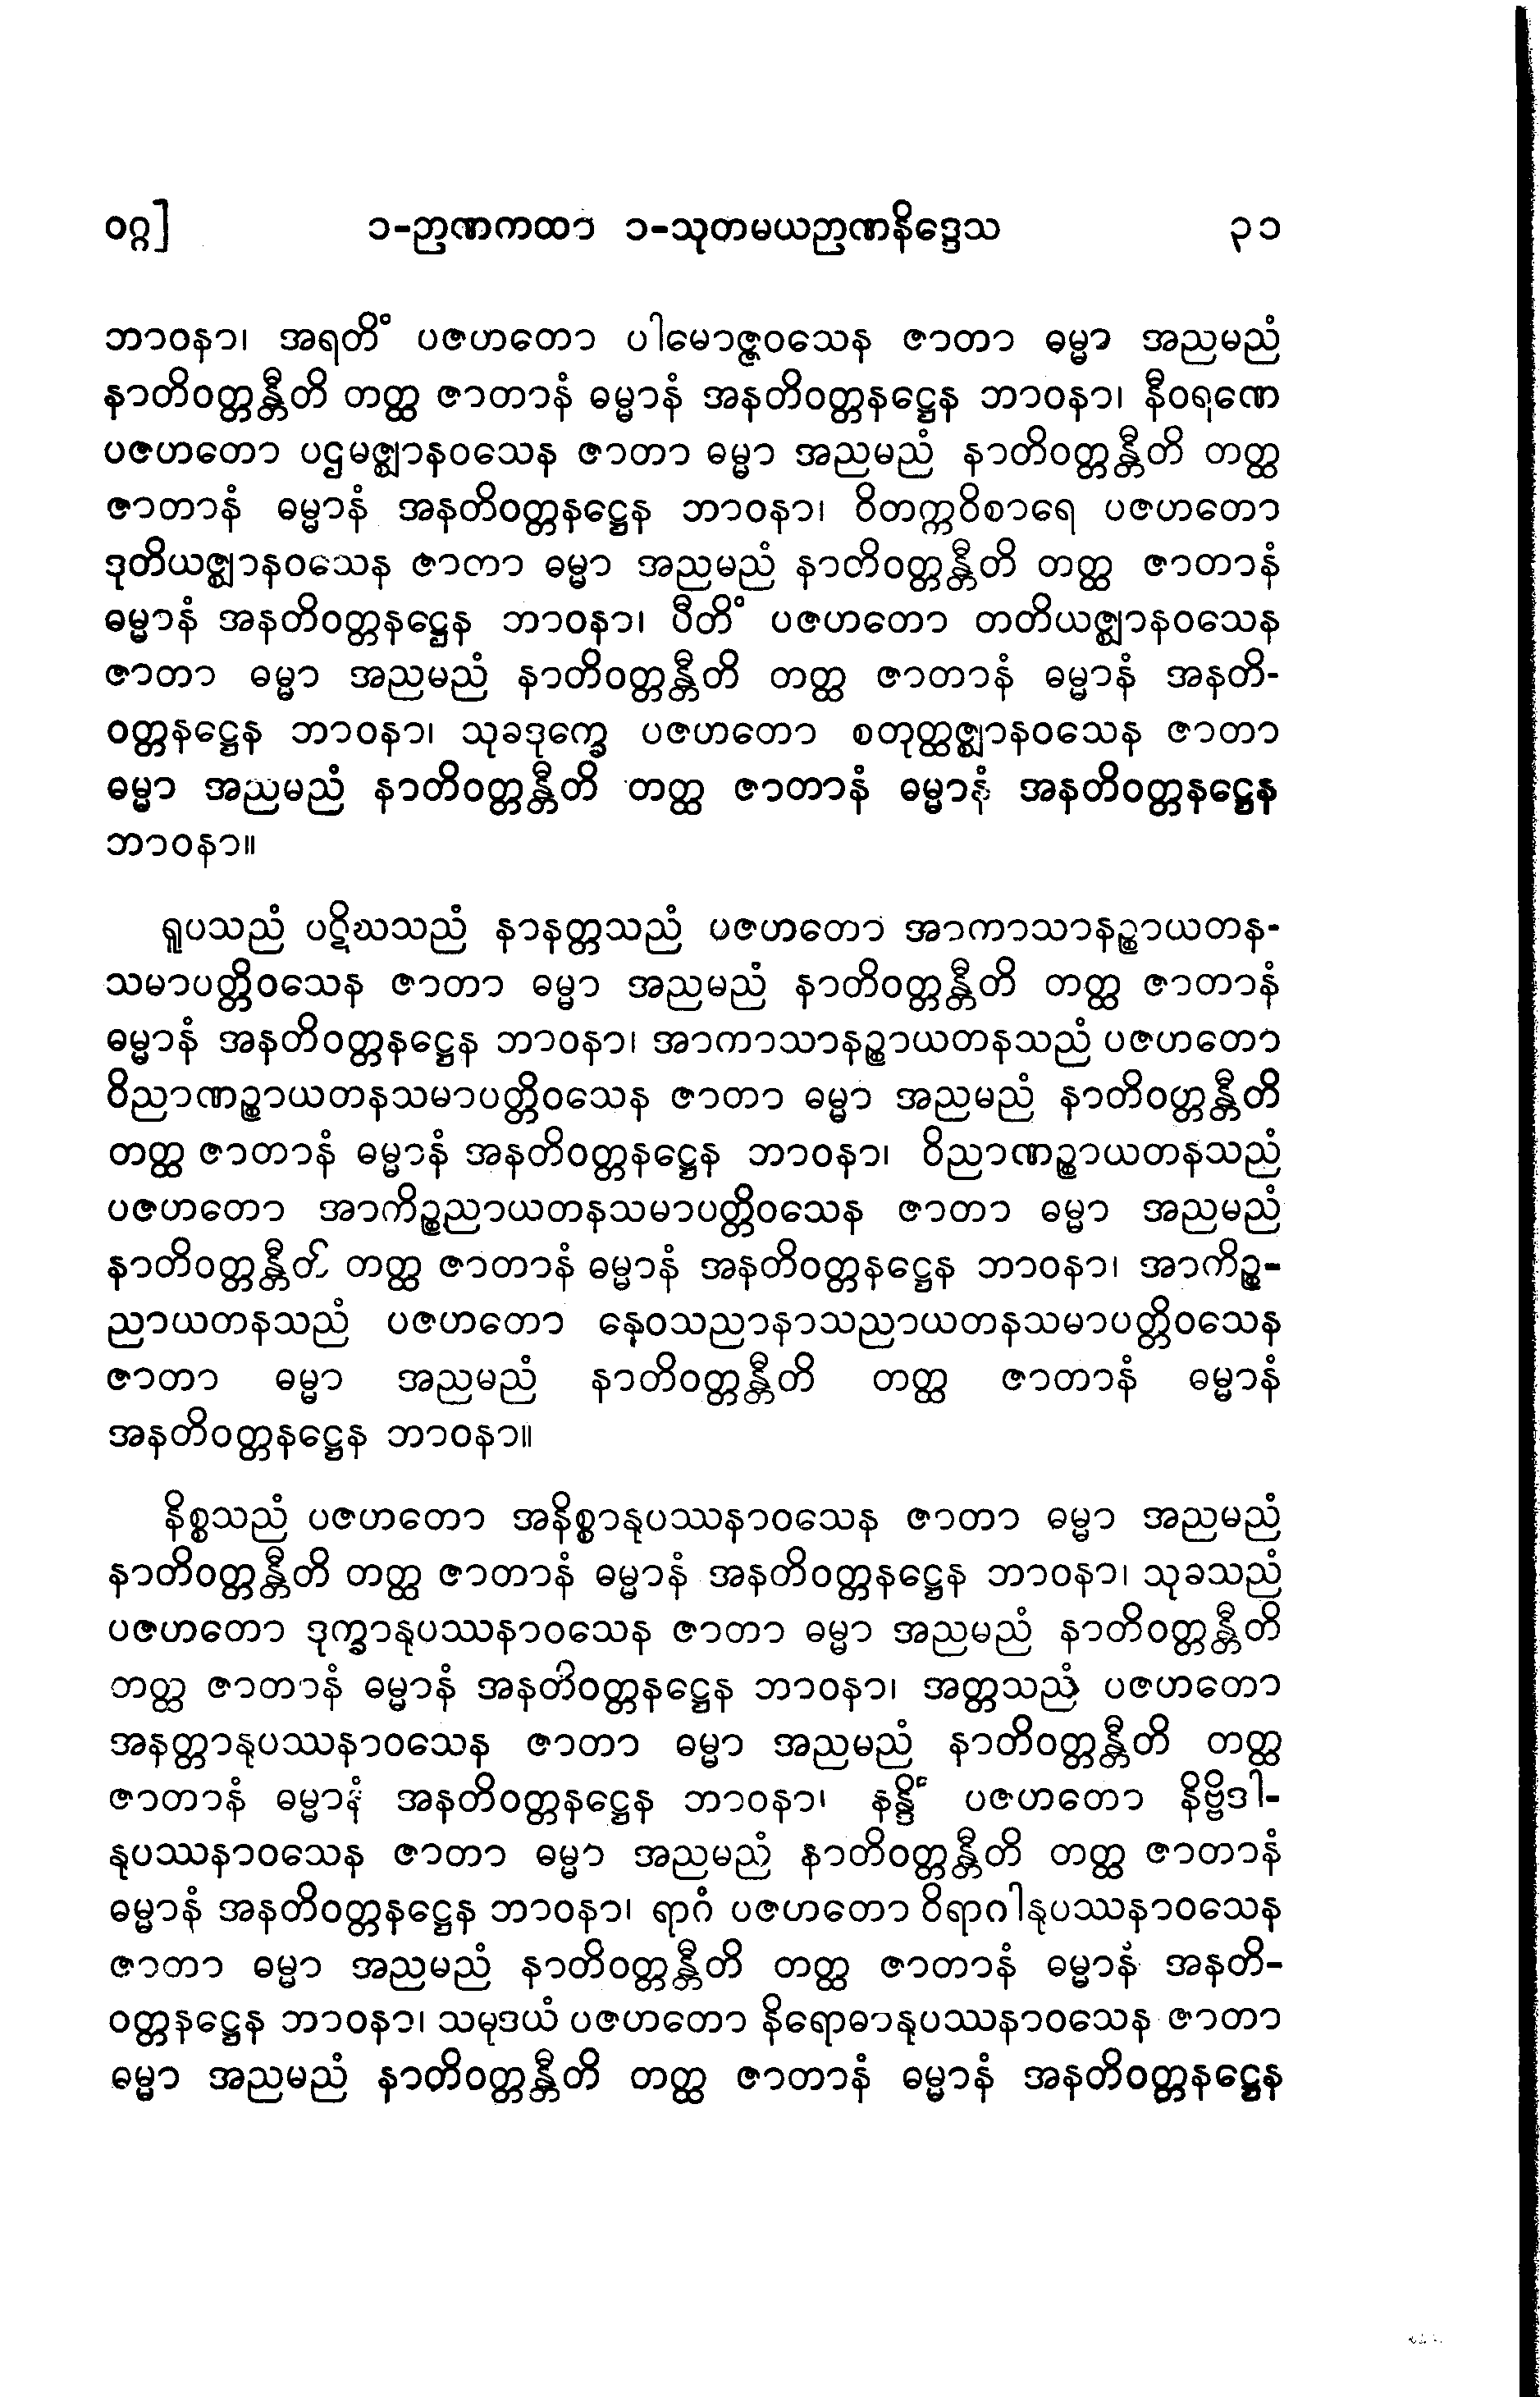 ဝဂ္ဂ] ၁-ဉာဏကထာ ၁-သုတမယဉာဏနိဒ္ဒေသ ၃၁
ဘာဝနာ၊ အရတိံ ပဇဟတော ပါမောဇ္ဇဝသေန ဇာတာ ဓမ္မာ အညမညံ
နာတိဝတ္တန္တီတိ တတ္ထ ဇာတာနံ ဓမ္မာနံ အနတိဝတ္တနဋ္ဌေန ဘာဝနာ၊ နီဝရဏေ
ပဇဟတော ပဌမဇ္ဈာနဝသေန ဇာတာ ဓမ္မာ အညမညံ နာတိဝတ္တန္တီတိ တတ္ထ
ဇာတာနံ ဓမ္မာနံ အနတိဝတ္တနဋ္ဌေန ဘာဝနာ၊ ဝိတက္ကဝိစာရေ ပဇဟတော
ဒုတိယဇ္ဈာနဝသေန ဇာတာ ဓမ္မာ အညမညံ နာတိဝတ္တန္တီတိ တတ္ထ ဇာတာနံ
ဓမ္မာနံ အနတိဝတ္တနဋ္ဌေန ဘာဝနာ၊ ပီတိံ ပဇဟတော တတိယဇ္ဈာနဝသေန
ဇာတာ ဓမ္မာ အညမညံ နာတိဝတ္တန္တီတိ တတ္ထ ဇာတာနံ ဓမ္မာနံ အနတိ-
ဝတ္တနဋ္ဌေန ဘာဝနာ၊ သုခဒုက္ခေ ပဇဟတော စတုတ္ထဇ္ဈာနဝသေန ဇာတာ
ဓမ္မာ အညမညံ နာတိဝတ္တန္တီတိ တတ္ထ ဇာတာနံ ဓမ္မာနံ အနတိဝတ္တနဋ္ဌေန
ဘာဝနာ။
ရူပသညံ ပဋိဃသညံ နာနတ္တသညံ ပဇဟတော အာကာသာနဉ္စာယတန-
သမာပတ္တိဝသေန ဇာတာ ဓမ္မာ အညမညံ နာတိဝတ္တန္တီတိ တတ္ထ ဇာတာနံ
ဓမ္မာနံ အနတိဝတ္တနဋ္ဌေန ဘာဝနာ၊ အာကာသာနဉ္စာယတနသညံ ပဇဟတော
ဝိညာဏဉ္စာယတနသမာပတ္တိဝသေန ဇာတာ ဓမ္မာ အညမညံ နာတိဝတ္တန္တီတိ
တတ္ထ ဇာတာနံ ဓမ္မာနံ အနတိဝတ္တနဋ္ဌေန ဘာဝနာ၊ ဝိညာဏဉ္စာယတနသညံ
ပဇဟတော အာကိဉ္စညာယတနသမာပတ္တိဝသေန ဇာတာ ဓမ္မာ အညမညံ
နာတိဝတ္တန္တီတိ တတ္ထ ဇာတာနံ ဓမ္မာနံ အနတိဝတ္တနဋ္ဌေန ဘာဝနာ၊ အာကိဉ္စ-
ညာယတနသညံ ပဇဟတော နေဝသညာနာသညာယတနသမာပတ္တိဝသေန
ဇာတာ ဓမ္မာ အညမညံ နာတိဝတ္တန္တီတိ တတ္ထ ဇာတာနံ ဓမ္မာနံ
အနတိဝတ္တနဋ္ဌေန ဘာဝနာ။
နိစ္စသညံ ပဇဟတော အနိစ္စာနုပဿနာဝသေန ဇာတာ ဓမ္မာ အညမညံ
နာတိဝတ္တန္တီတိ တတ္ထ ဇာတာနံ ဓမ္မာနံ အနတိဝတ္တနဋ္ဌေန ဘာဝနာ၊ သုခသညံ
ပဇဟတော ဒုက္ခာနုပဿနာဝသေန ဇာတာ ဓမ္မာ အညမညံ နာတိဝတ္တန္တီတိ
တတ္ထ ဇာတာနံ ဓမ္မာနံ အနတိဝတ္တနဋ္ဌေန ဘာဝနာ၊ အတ္တသညံ ပဇဟတော
အနတ္တာနုပဿနာဝသေန ဇာတာ ဓမ္မာ အညမညံ နာတိဝတ္တန္တီတိ တတ္ထ
ဇာတာနံ ဓမ္မာနံ အနတိဝတ္တနဋ္ဌေန ဘာဝနာ၊ နန္ဒိံ ပဇဟတော နိဗ္ဗိဒါ-
နုပဿနာဝသေန ဇာတာ ဓမ္မာ အညမညံ နာတိဝတ္တန္တီတိ တတ္ထ ဇာတာနံ
ဓမ္မာနံ အနတိဝတ္တနဋ္ဌေန ဘာဝနာ၊ ရာဂံ ပဇဟတော ဝိရာဂါနုပဿနာဝသေန
ဇာတာ ဓမ္မာ အညမညံ နာတိဝတ္တန္တီတိ တတ္ထ ဇာတာနံ ဓမ္မာနံ အနတိ-
ဝတ္တနဋ္ဌေန ဘာဝနာ၊ သမုဒယံ ပဇဟတော နိရောဓာနုပဿနာဝသေန ဇာတာ
ဓမ္မာ အညမညံ နာတိဝတ္တန္တီတိ တတ္ထ ဇာတာနံ ဓမ္မာနံ အနတိဝတ္တနဋ္ဌေန